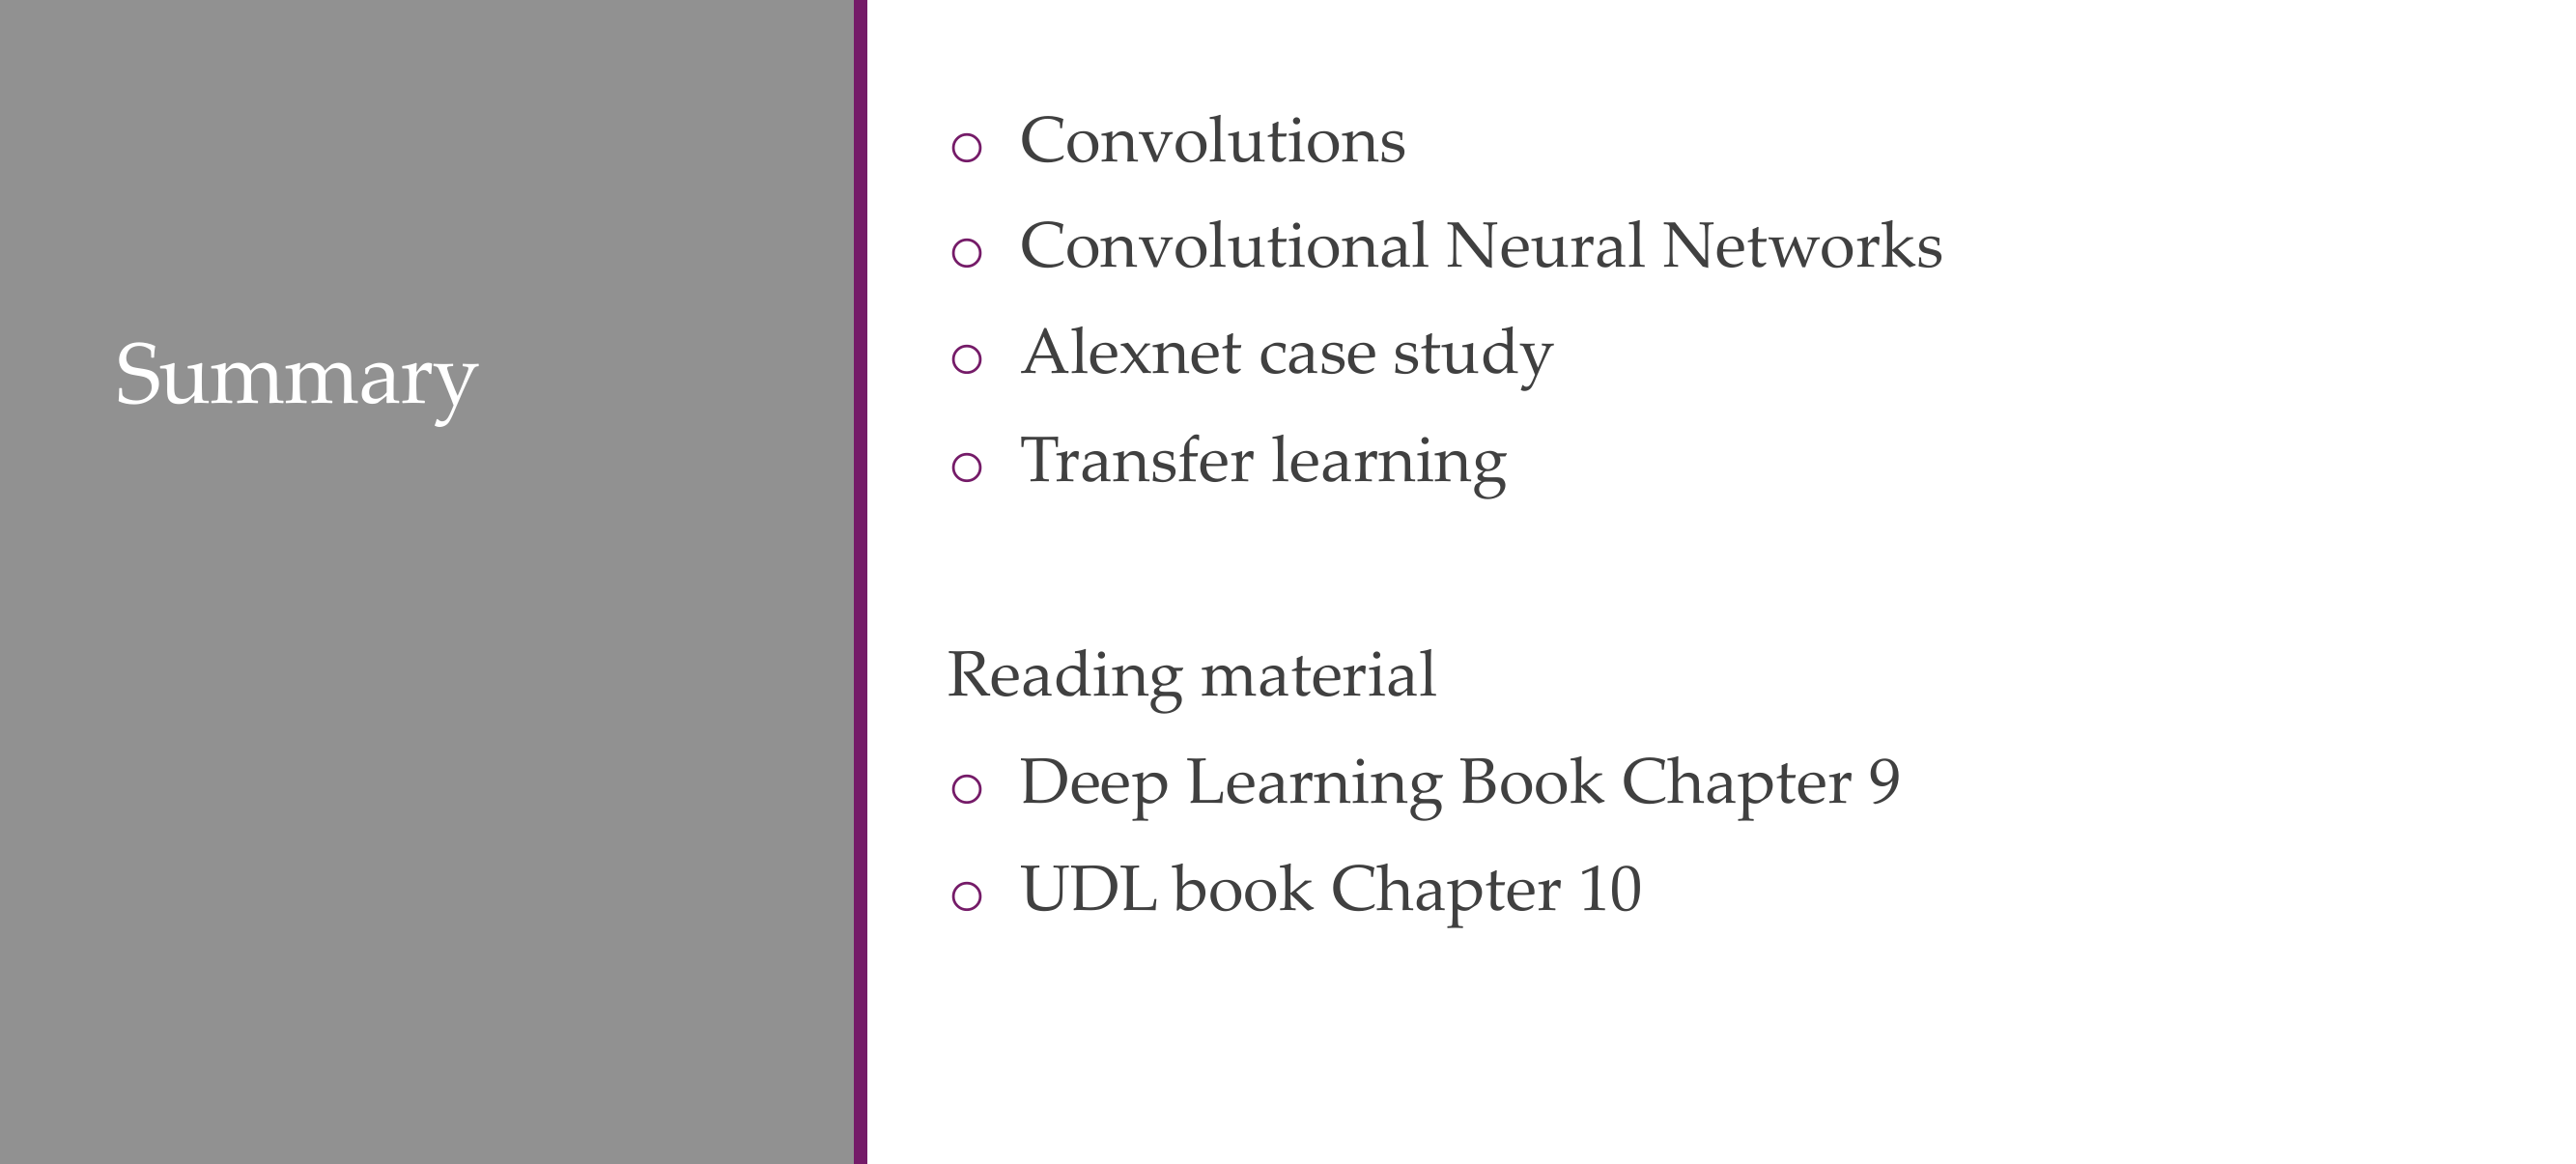 Summary
Convolutions
Convolutional Neural Networks
Alexnet case study
Transfer learning
Reading material
Deep Learning Book Chapter 9
UDL book Chapter 10